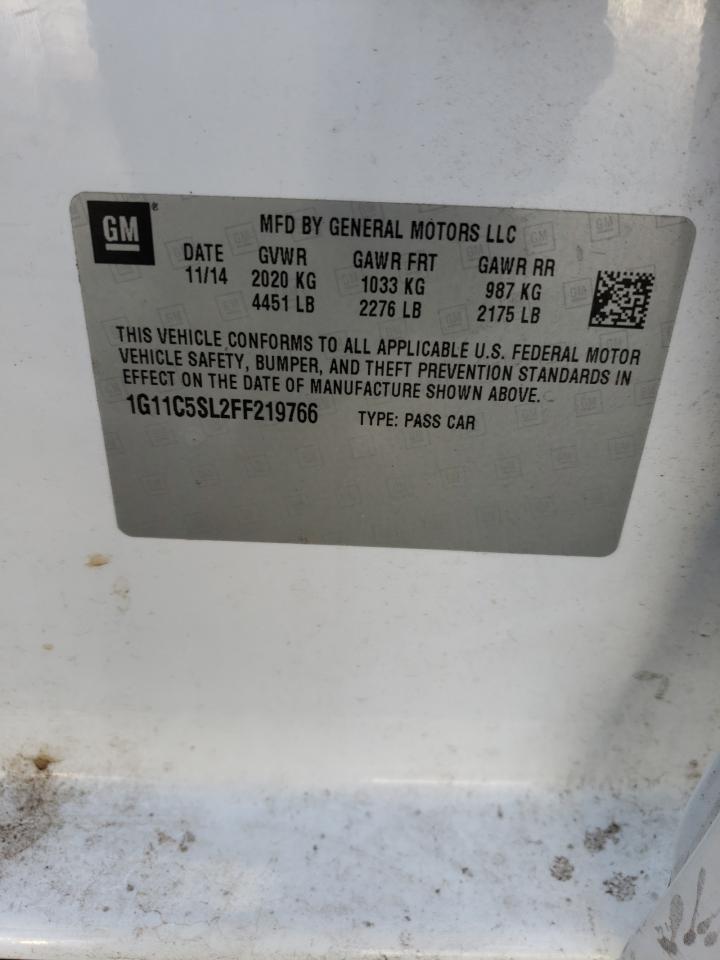 GM
MFD BY GENERAL MOTORS LLC
DATE GVWR GAWR FRT GAWR RR
11/14 2020 KG 1033 KG 987 KG
4451 LB 2276 LB 2175 LB
THIS VEHICLE CONFORMS TO ALL APPLICABLE U.S. FEDERAL MOTOR
VEHICLE SAFETY, BUMPER, AND THEFT PREVENTION STANDARDS IN
EFFECT ON THE DATE OF MANUFACTURE SHOWN ABOVE.
1G11C5SL2FF219766 TYPE: PASS CAR